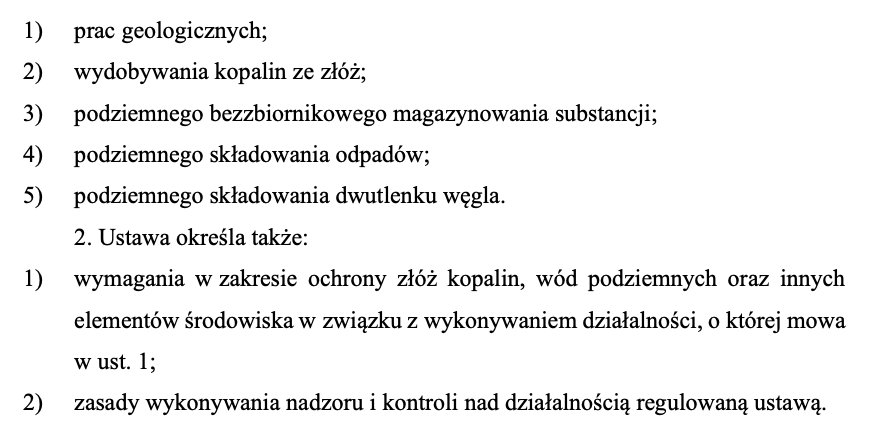 1) prac geologicznych;
2) wydobywania kopalin ze złóż;
3) podziemnego bezzbiornikowego magazynowania substancji;
4) podziemnego składowania odpadów;
5) podziemnego składowania dwutlenku węgla.
2. Ustawa określa także:
1) wymagania w zakresie ochrony złóż kopalin, wód podziemnych oraz innych
elementów środowiska w związku z wykonywaniem działalności, o której mowa
w ust. 1;
2) zasady wykonywania nadzoru i kontroli nad działalnością regulowaną ustawą.